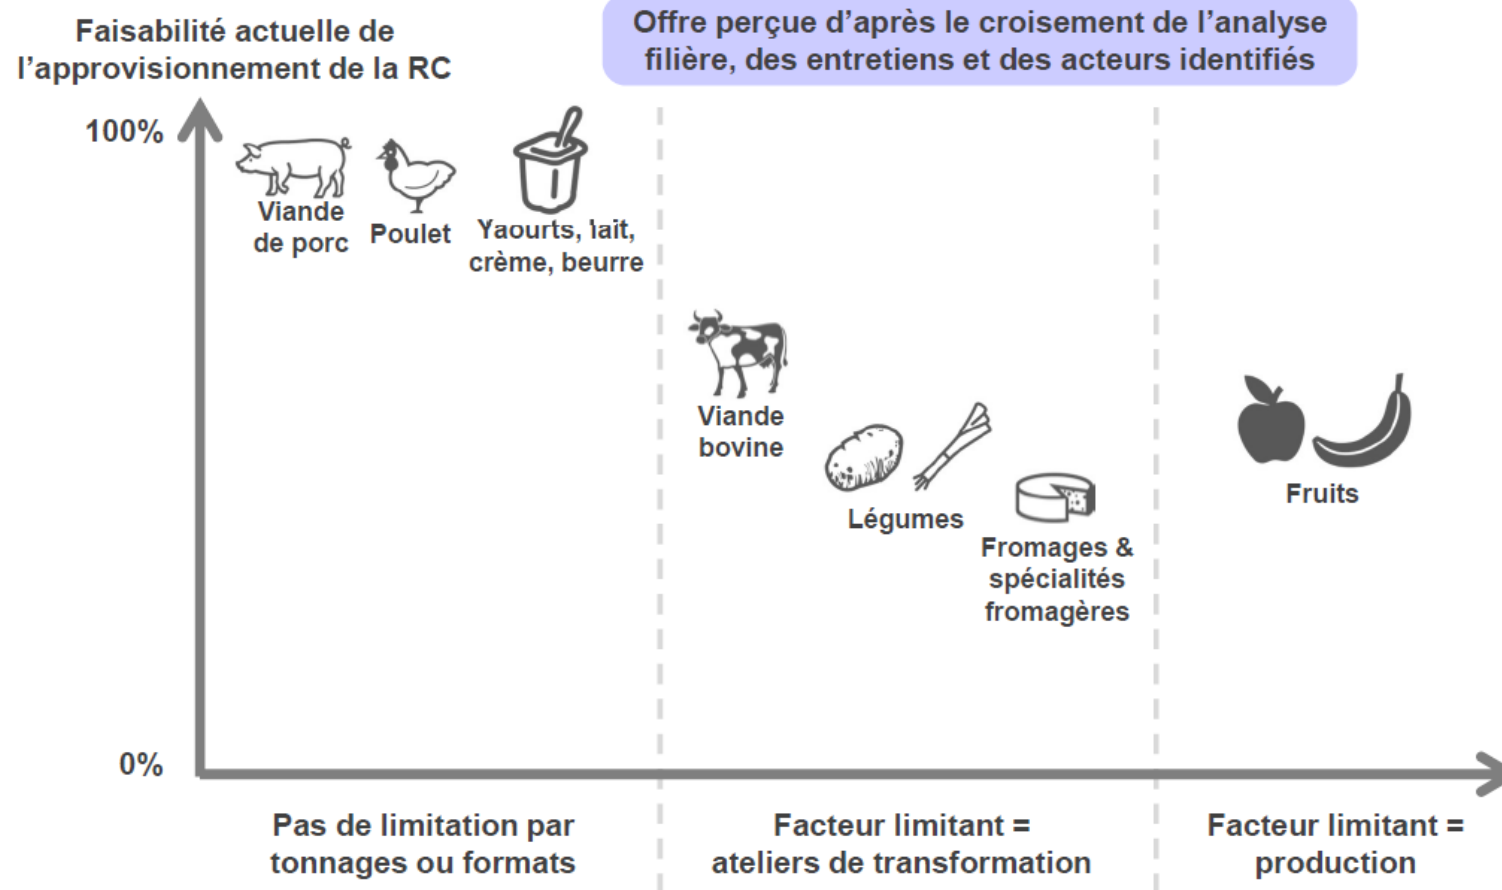 Faisabilité actuelle de
l’approvisionnement de la RC
Offre perçue d’après le croisement de l’analyse
filière, des entretiens et des acteurs identifiés
100%
Viande
de porc
Poulet
Yaourts, lait,
crème, beurre
Viande
bovine
Légumes
Fromages &
spécialités
fromagères
Fruits
0%
Pas de limitation par
tonnages ou formats
Facteur limitant =
ateliers de transformation
Facteur limitant =
production